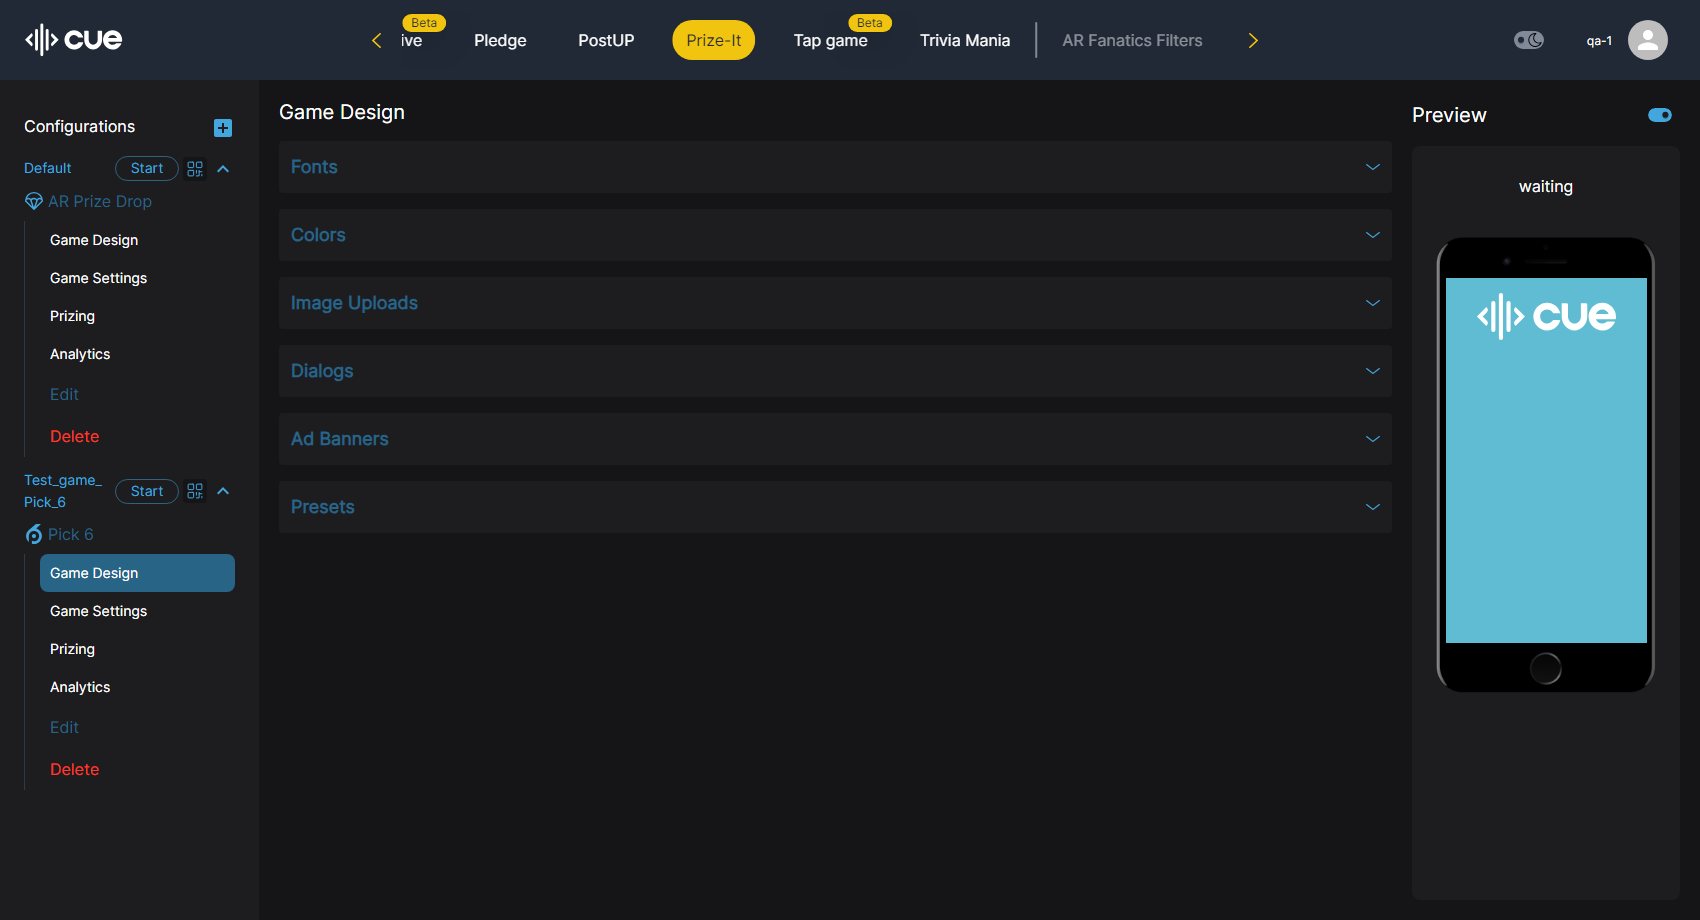 cue
Beta
ive
Pledge
PostUP
Prize-It
Beta
Tap game
Trivia Mania
AR Fanatics Filters
qa-1
Configurations
Default
Start
AR Prize Drop
Game Design
Game Settings
Prizing
Analytics
Edit
Delete
Test_game_
Pick_6
Start
Pick 6
Game Design
Game Settings
Prizing
Analytics
Edit
Delete
Game Design
Fonts
Colors
Image Uploads
Dialogs
Ad Banners
Presets
Preview
waiting
cue